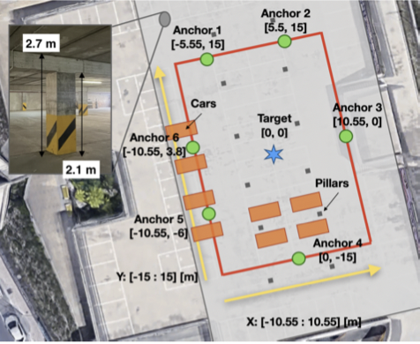 2.7 m
2.1 m
Anchor 1
[-5.55, 15]
Anchor 2
[5.5, 15]
Cars
Anchor 3
[10.55, 0]
Target
[0, 0]
Anchor 6
[-10.55, 3.8]
Pillars
Anchor 5
[-10.55, -6]
Anchor 4
[0, -15]
Y: [-15 : 15] [m]
X: [-10.55 : 10.55] [m]